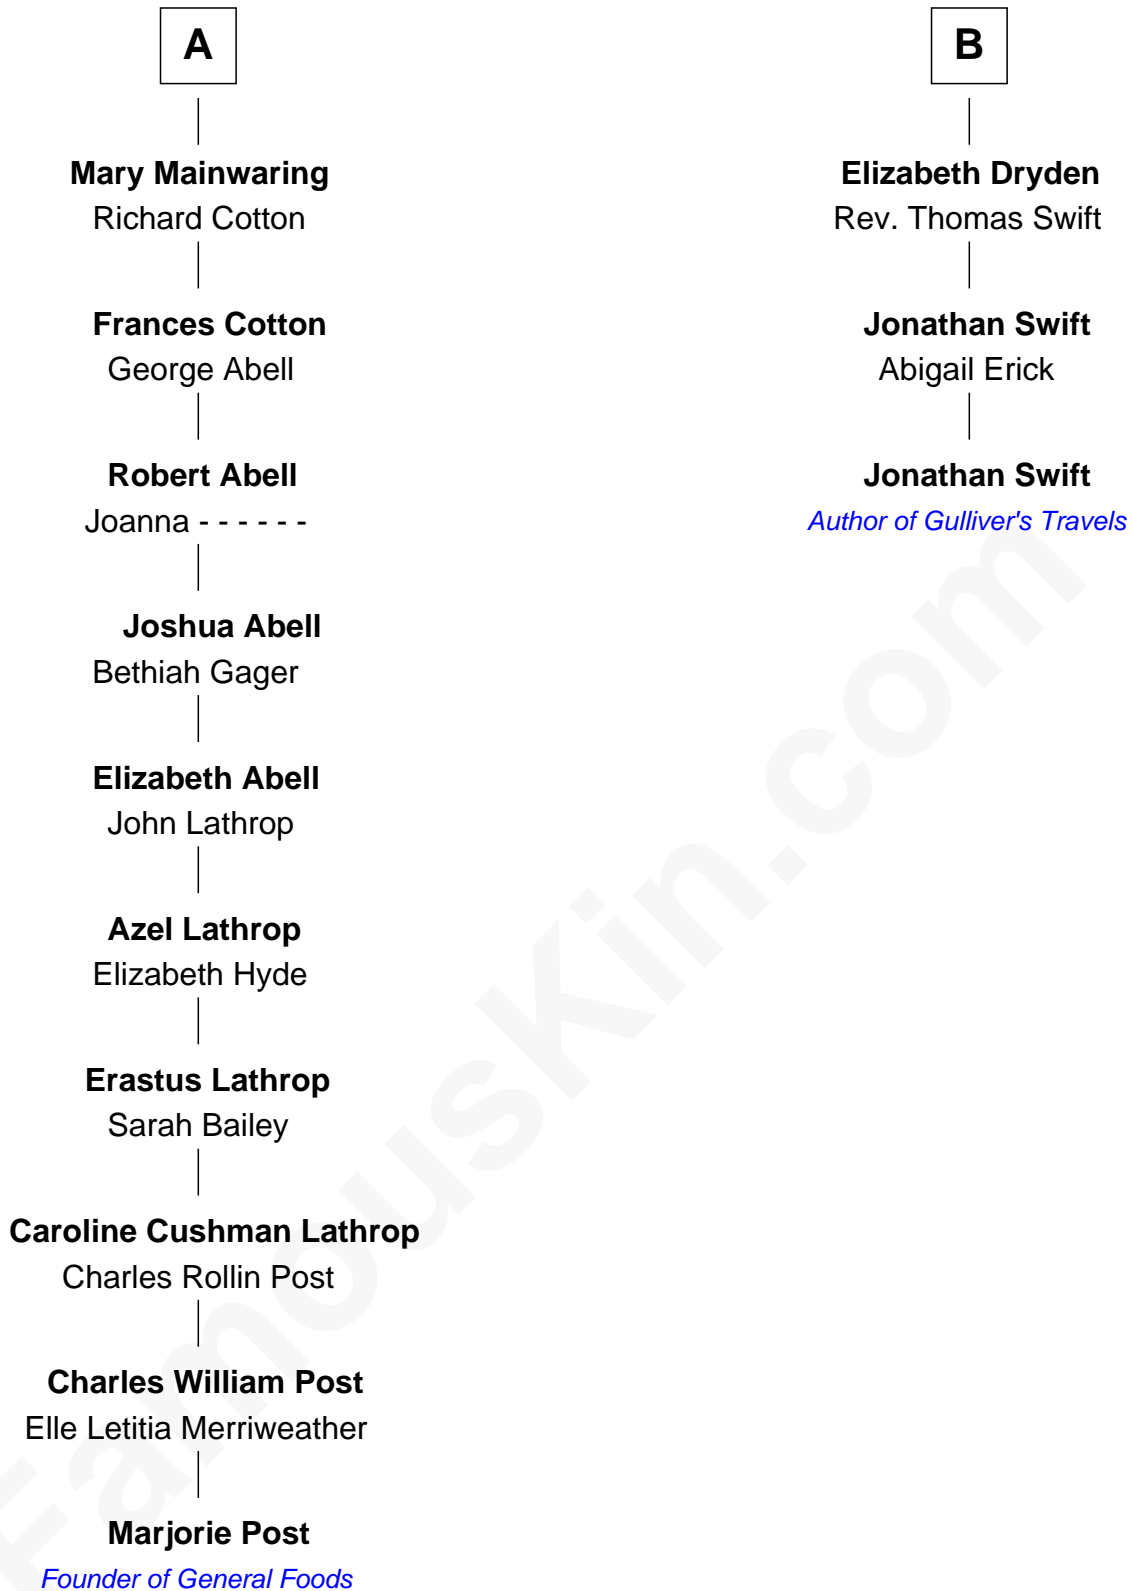 A
Mary Mainwaring
Richard Cotton
Frances Cotton
George Abell
Robert Abell
Joanna - - - - - -
Joshua Abell
Bethiah Gager
Elizabeth Abell
John Lathrop
Azel Lathrop
Elizabeth Hyde
Erastus Lathrop
Sarah Bailey
Caroline Cushman Lathrop
Charles Rollin Post
Charles William Post
Elle Letitia Merriweather
Marjorie Post
Founder of General Foods
B
Elizabeth Dryden
Rev. Thomas Swift
Jonathan Swift
Abigail Erick
Jonathan Swift
Author of Gulliver's Travels
FamousKin.com